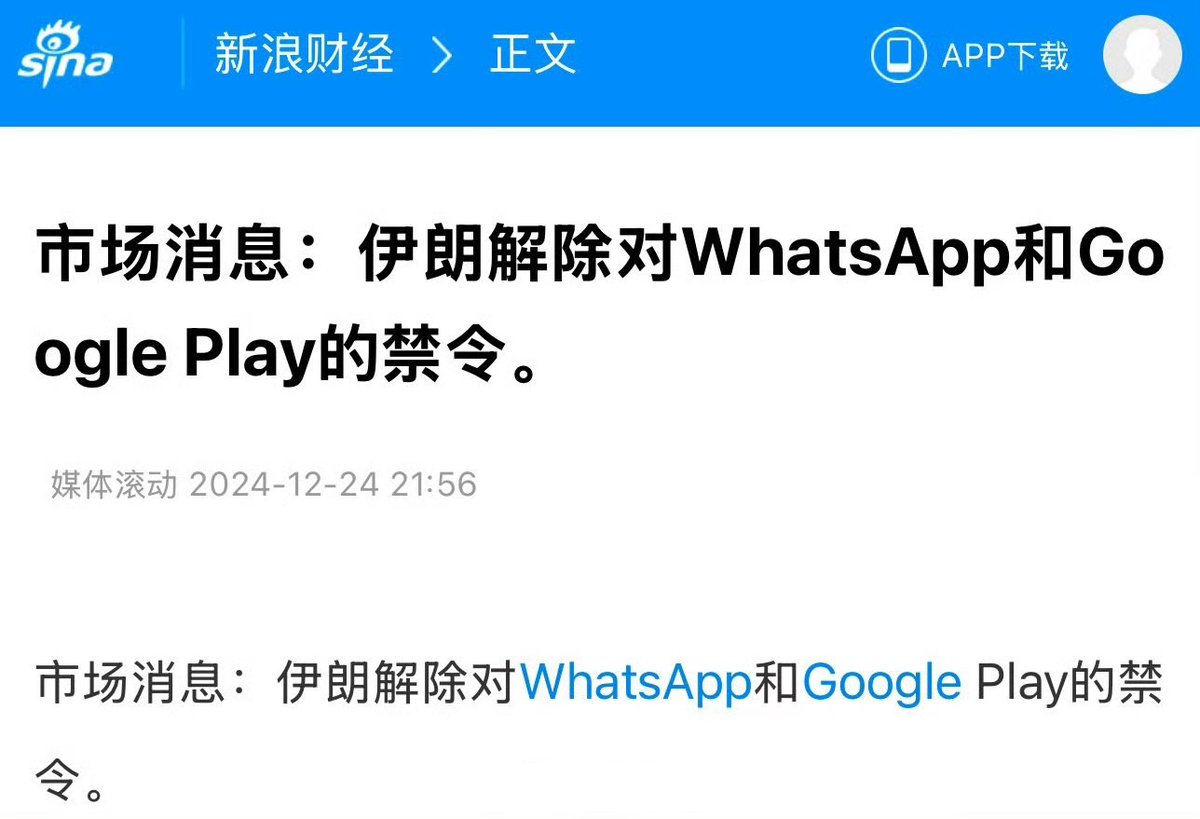 sina 新浪财经 > 正文 APP下载
市场消息：伊朗解除对WhatsApp和Go
ogle Play的禁令。
媒体滚动 2024-12-24 21:56
市场消息：伊朗解除对WhatsApp和Google Play的禁
令。